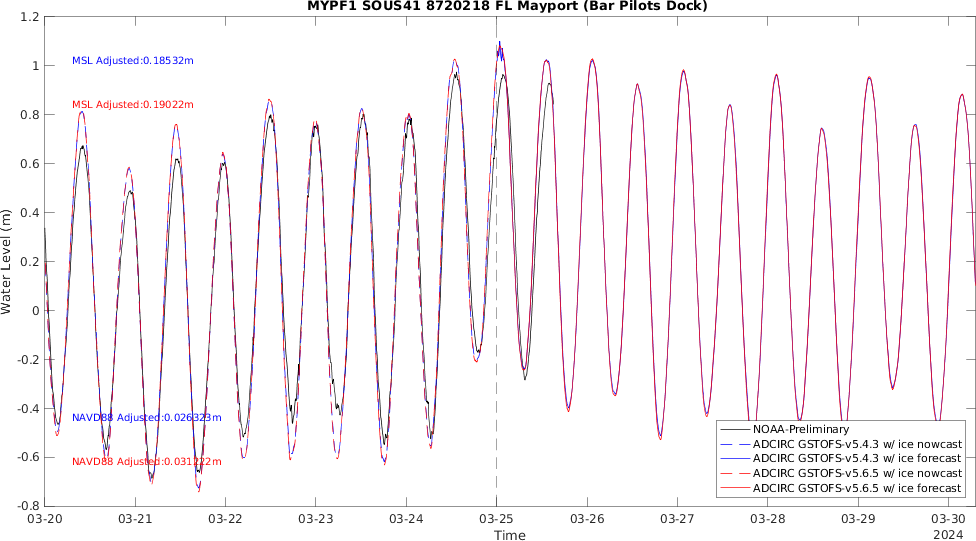 MYPF1 SOUS41 8720218 FL Mayport (Bar Pilots Dock)
1.2
1
0.8
0.6
0.4
0.2
0
-0.2
-0.4
-0.6
-0.8
Water Level (m)
MSL Adjusted:0.18532m
MSL Adjusted:0.19022m
NAVD88 Adjusted:0.026323m
NAVD88 Adjusted:0.031222m
NOAA-Preliminary
ADCIRC GSTOFS-v5.4.3 w/ ice nowcast
ADCIRC GSTOFS-v5.4.3 w/ ice forecast
ADCIRC GSTOFS-v5.6.5 w/ ice nowcast
ADCIRC GSTOFS-v5.6.5 w/ ice forecast
03-20 03-21 03-22 03-23 03-24 03-25 03-26 03-27 03-28 03-29 03-30
Time
2024